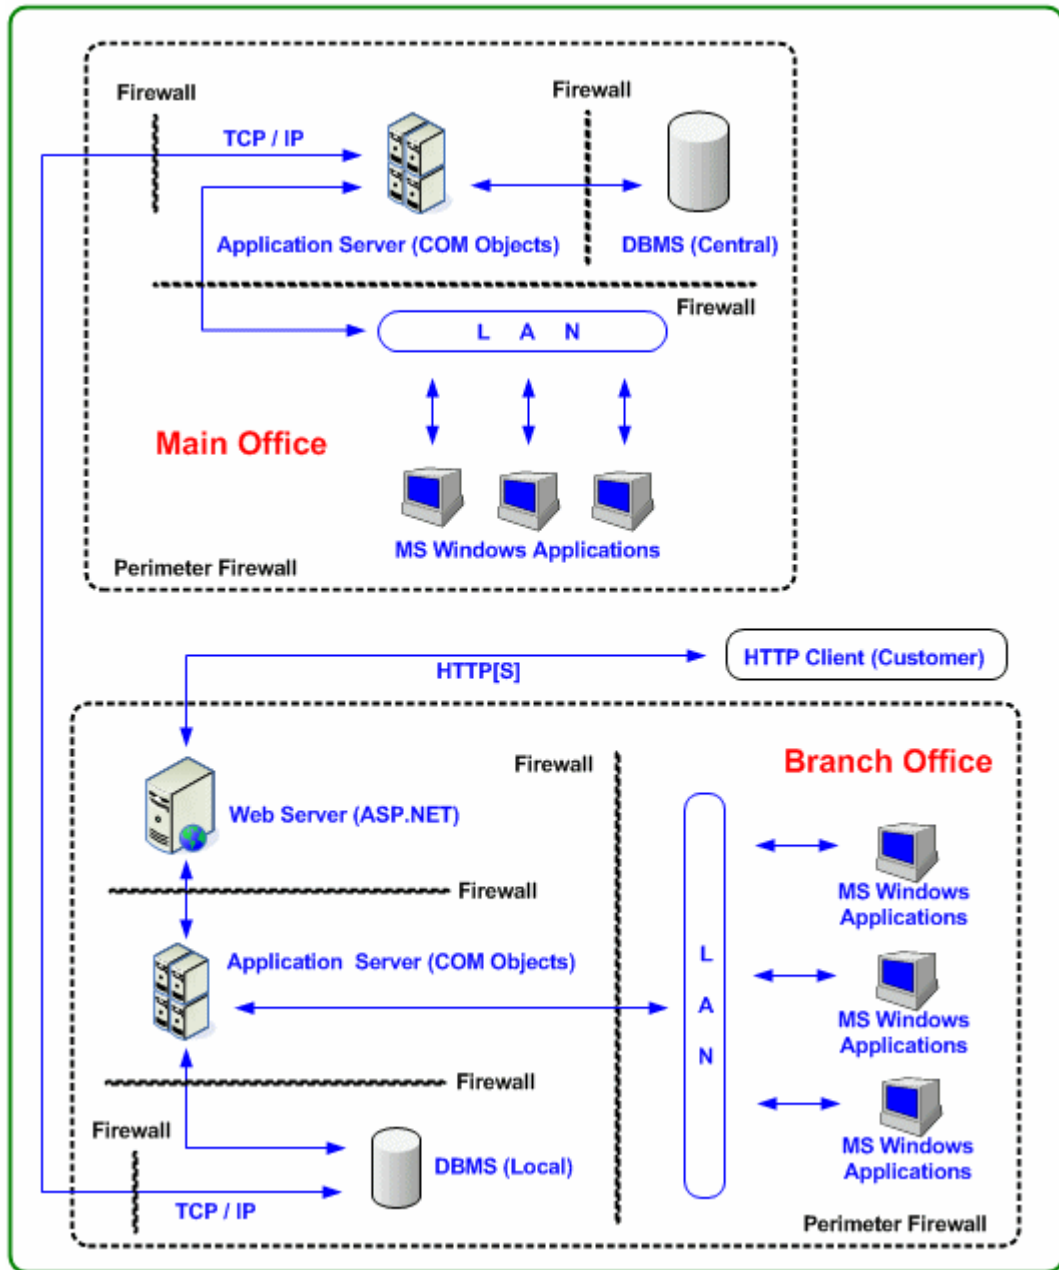 Firewall
Firewall
TCP / IP
Application Server (COM Objects)
DBMS (Central)
Firewall
L A N
Main Office
MS Windows Applications
Perimeter Firewall
HTTP Client (Customer)
HTTP[S]
Firewall
Branch Office
Web Server (ASP.NET)
Firewall
MS Windows
Applications
Application Server (COM Objects)
L
A
N
MS Windows
Applications
Firewall
Firewall
DBMS (Local)
MS Windows
Applications
TCP / IP
Perimeter Firewall